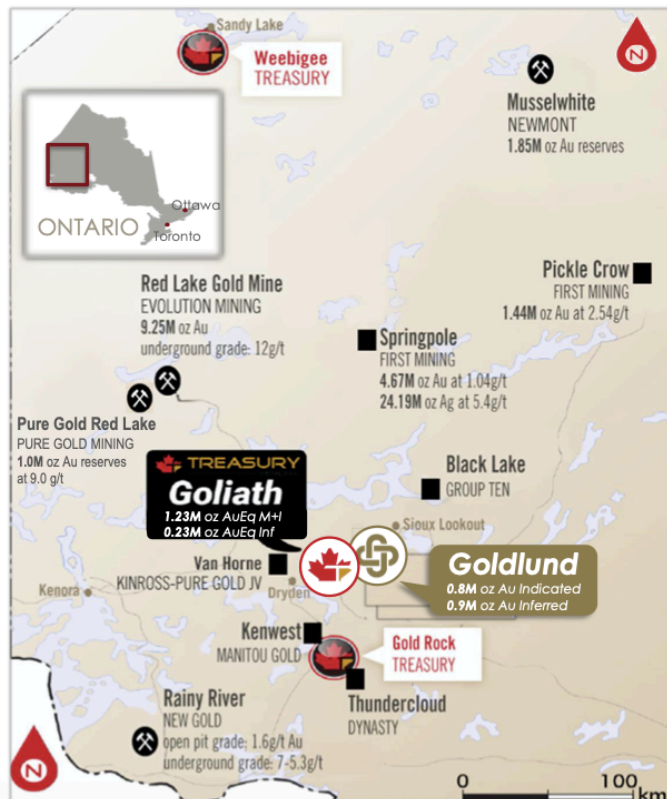 Sandy Lake
Weebigee
TREASURY
N
Musselwhite
NEWMONT
1.85M oz Au reserves
Ottawa
ONTARIO
Toronto
Red Lake Gold Mine
EVOLUTION MINING
9.25M oz Au
underground grade: 12g/t
Pickle Crow
FIRST MINING
1.44M oz Au at 2.54g/t
Springpole
FIRST MINING
4.67M oz Au at 1.04g/t
24.19M oz Ag at 5.4g/t
Pure Gold Red Lake
PURE GOLD MINING
1.0M oz Au reserves
at 9.0 g/t
TREASURY
Goliath
1.23M oz AuEq M+I
0.23M oz AuEq Inf
Black Lake
GROUP TEN
Sioux Lookout
Goldlund
0.8M oz Au Indicated
0.9M oz Au Inferred
Van Horne
KINROSS-PURE GOLD JV
Kenora
Dryden
Kenwest
MANITOU GOLD
Gold Rock
TREASURY
Thundercloud
DYNASTY
Rainy River
NEW GOLD
open pit grade: 1.6g/t Au
underground grade: 7-5.3g/t
N
0 100
km